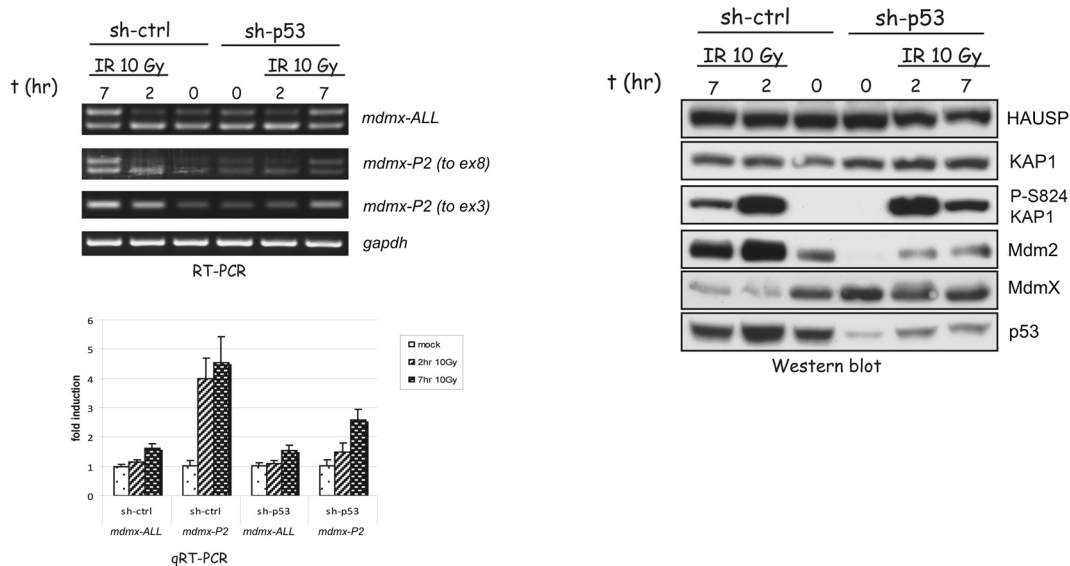 sh-ctrl sh-p53
IR 10 Gy IR 10 Gy
t (hr) 7 2 0 0 2 7
mdmx-ALL
mdmx-P2 (to ex8)
mdmx-P2 (to ex3)
gapdh
RT-PCR
6
5
4
3
2
1
0
fold induction
mock
2hr 10Gy
7hr 10Gy
sh-ctrl sh-ctrl sh-p53 sh-p53
mdmx-ALL mdmx-P2 mdmx-ALL mdmx-P2
qRT-PCR
sh-ctrl sh-p53
IR 10 Gy IR 10 Gy
t (hr) 7 2 0 0 2 7
HAUSP
KAP1
P-S824
KAP1
Mdm2
MdmX
p53
Western blot